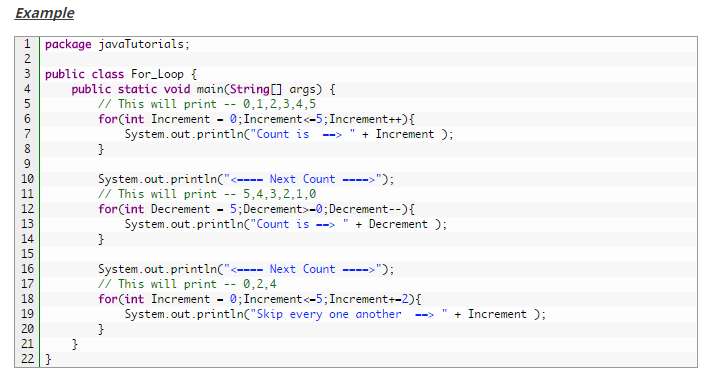 Example
1 package javaTutorials;
2
3 public class For_Loop {
4 public static void main(String[] args) {
5 // This will print -- 0,1,2,3,4,5
6 for(int Increment - 0;Increment<-5;Increment++){
7 System.out.println("Count is --> " + Increment );
8 }
9
10 System.out.println("<---- Next Count ---->");
11 // This will print -- 5,4,3,2,1,0
12 for(int Decrement - 5;Decrement>-0;Decrement--){
13 System.out.println("Count is --> " + Decrement );
14 }
15
16 System.out.println("<---- Next Count ---->");
17 // This will print -- 0,2,4
18 for(int Increment - 0;Increment<-5;Increment+-2){
19 System.out.println("Skip every one another --> " + Increment );
20 }
21 }
22 }